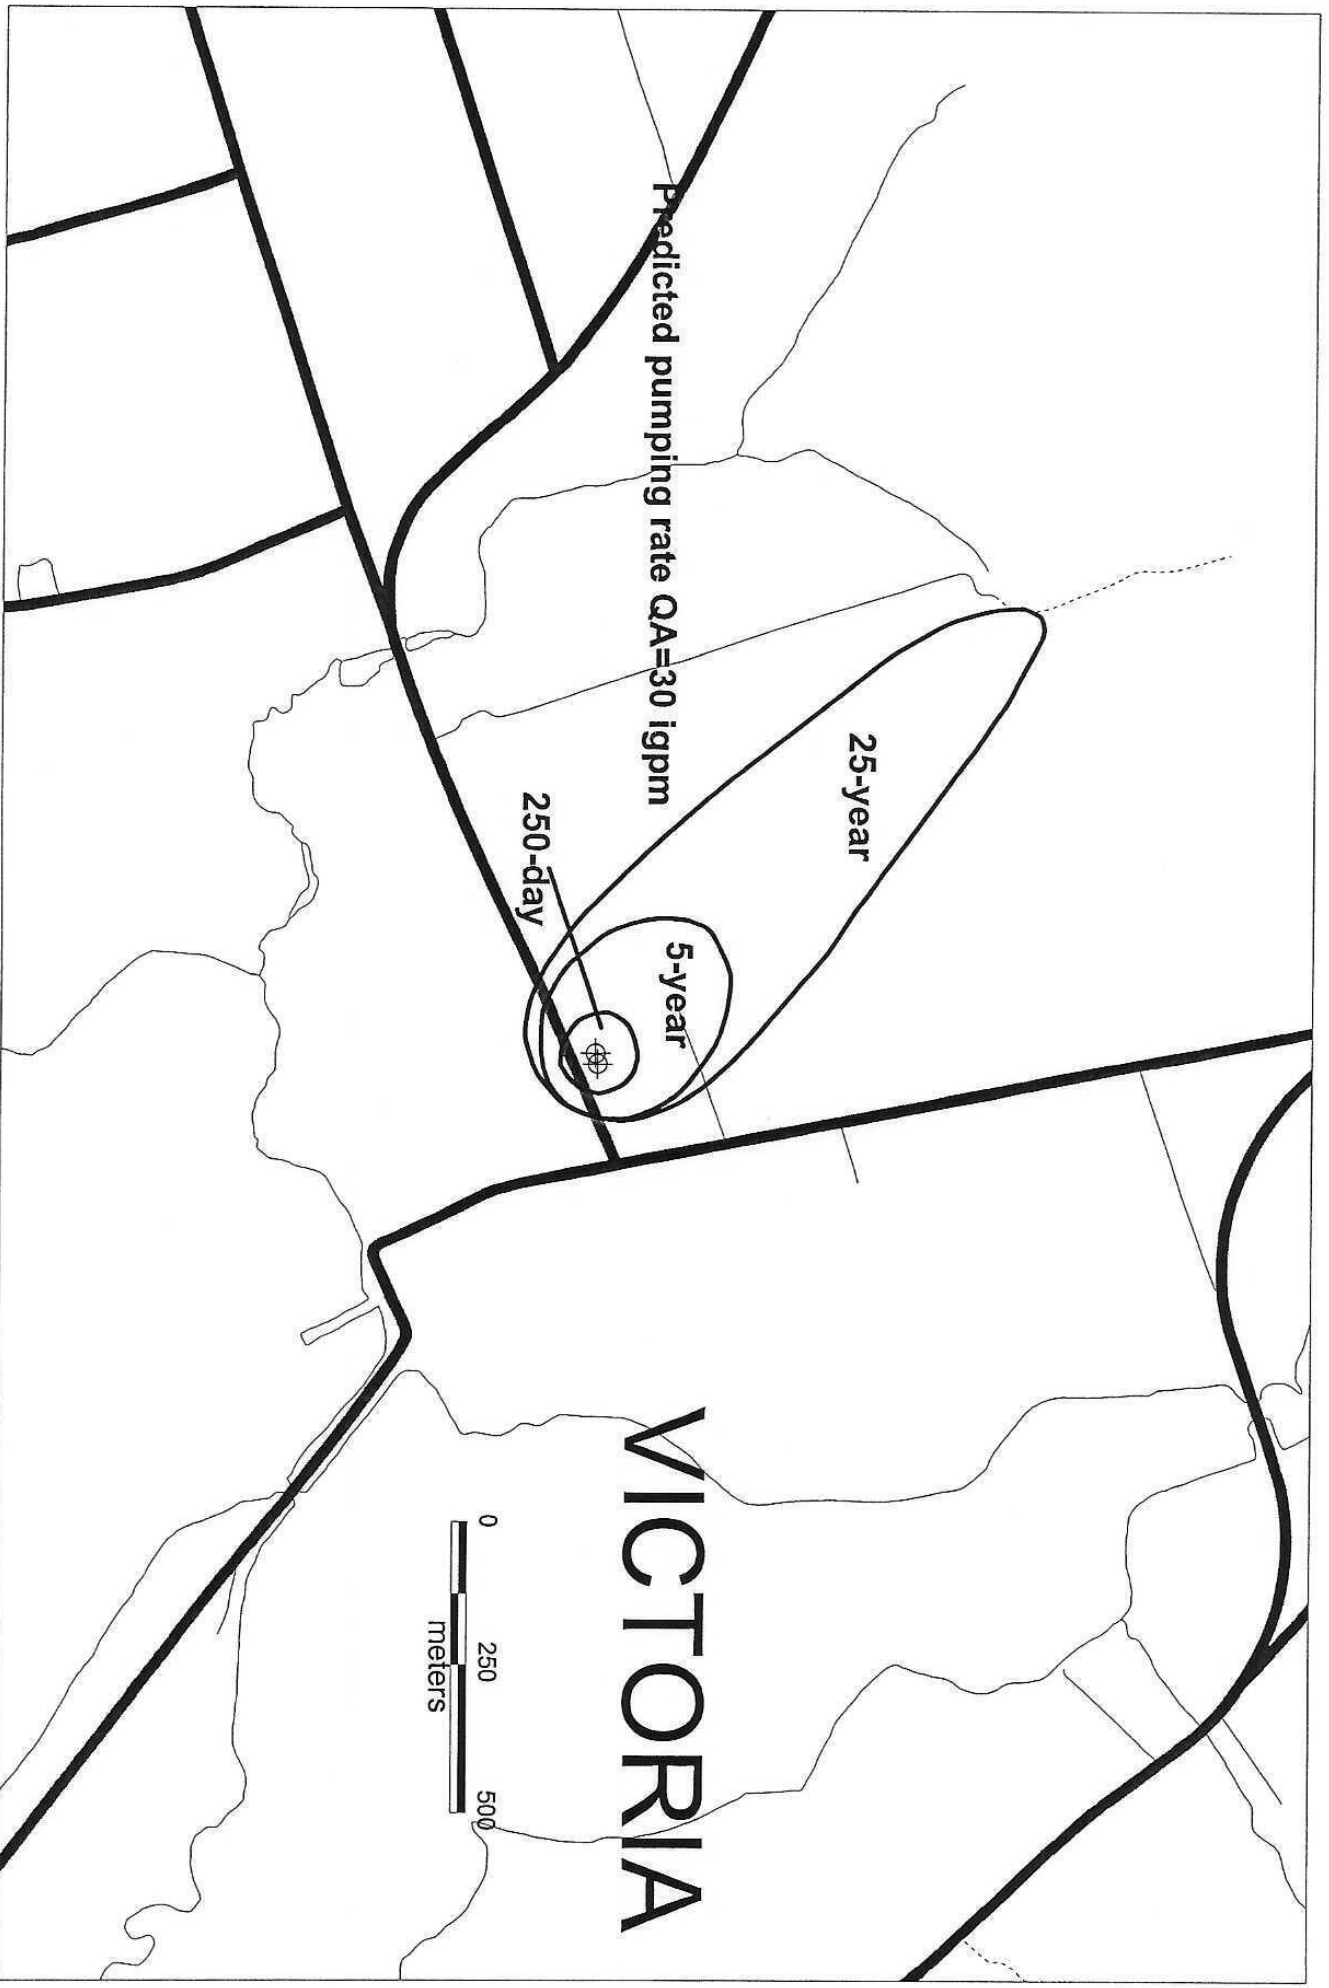 25-year
5-year
Predicted pumping rate QA=30 igpm
250-day
VICTORIA
0 250 500
meters